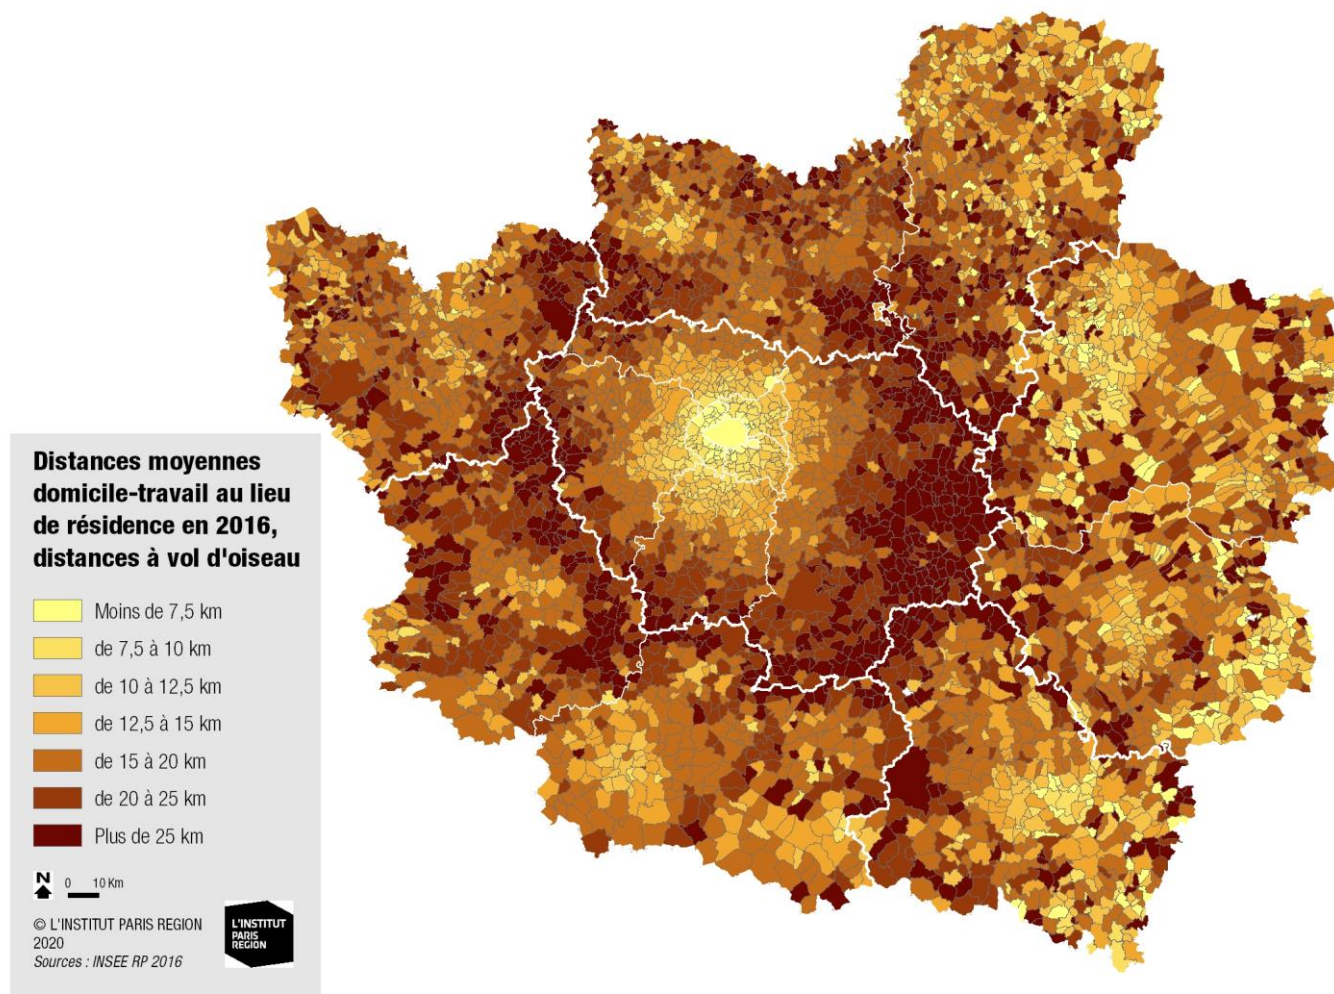 Distances moyennes
domicile-travail au lieu
de résidence en 2016,
distances à vol d'oiseau
Moins de 7,5 km
de 7,5 à 10 km
de 10 à 12,5 km
de 12,5 à 15 km
de 15 à 20 km
de 20 à 25 km
Plus de 25 km
N
0 10 Km
© L'INSTITUT PARIS REGION
2020
Sources : INSEE RP 2016
L'INSTITUT
PARIS
REGION